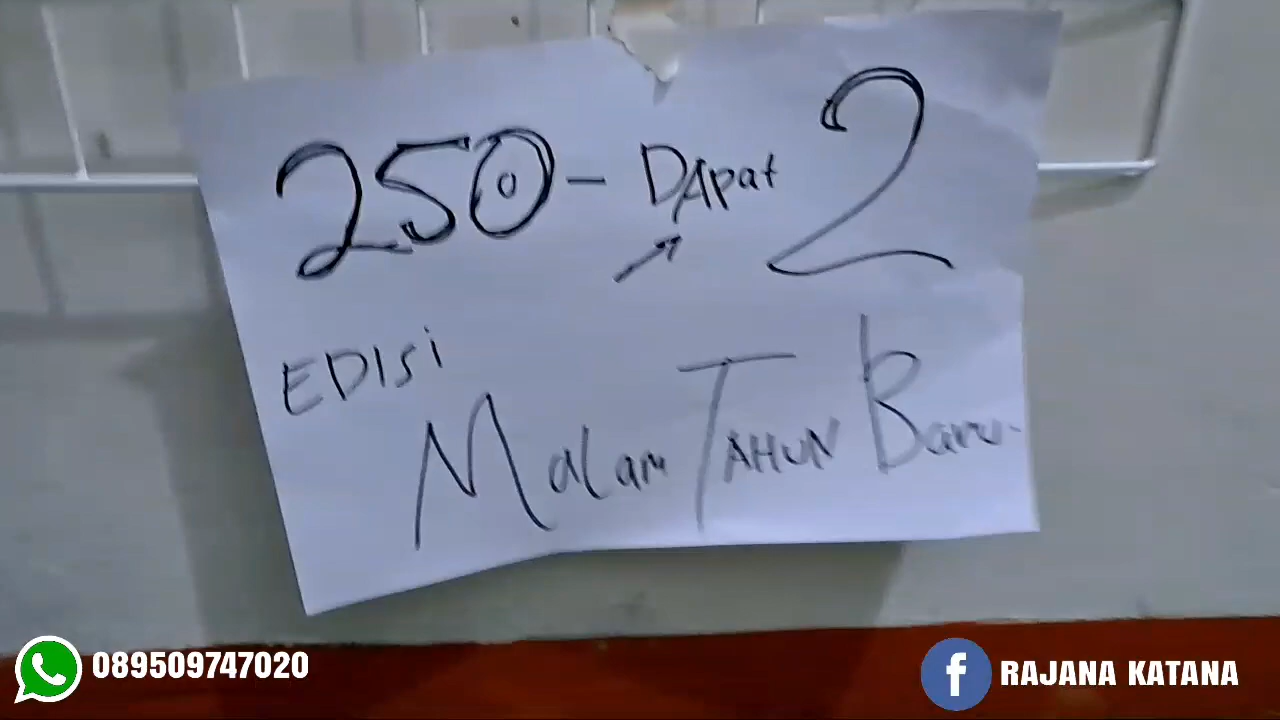 250 - DApat 2
EDISi
Malam TAHUN Baru.
089509747020
RAJANA KATANA